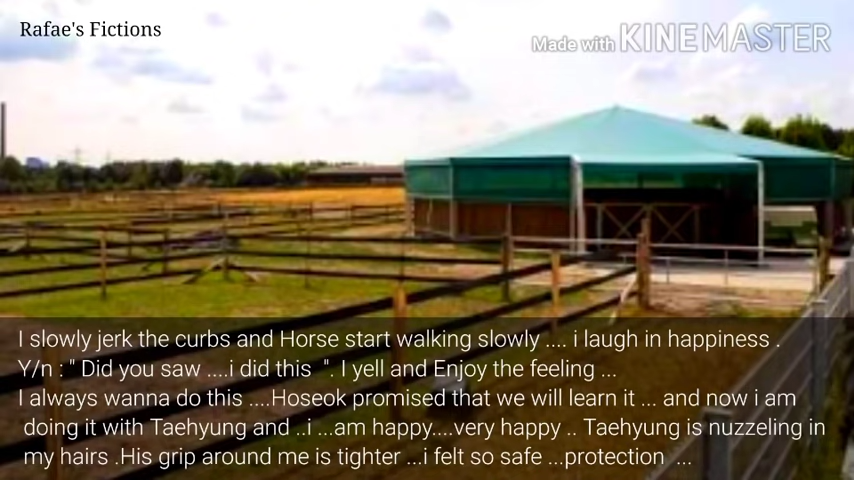 Rafae's Fictions
Made with KINEMASTER
I slowly jerk the curbs and Horse start walking slowly .... i laugh in happiness .
Y/n : " Did you saw ....i did this ". I yell and Enjoy the feeling ...
I always wanna do this ....Hoseok promised that we will learn it ... and now i am
doing it with Taehyung and ..i ...am happy....very happy .. Taehyung is nuzzeling in
my hairs .His grip around me is tighter ...i felt so safe ...protection ...